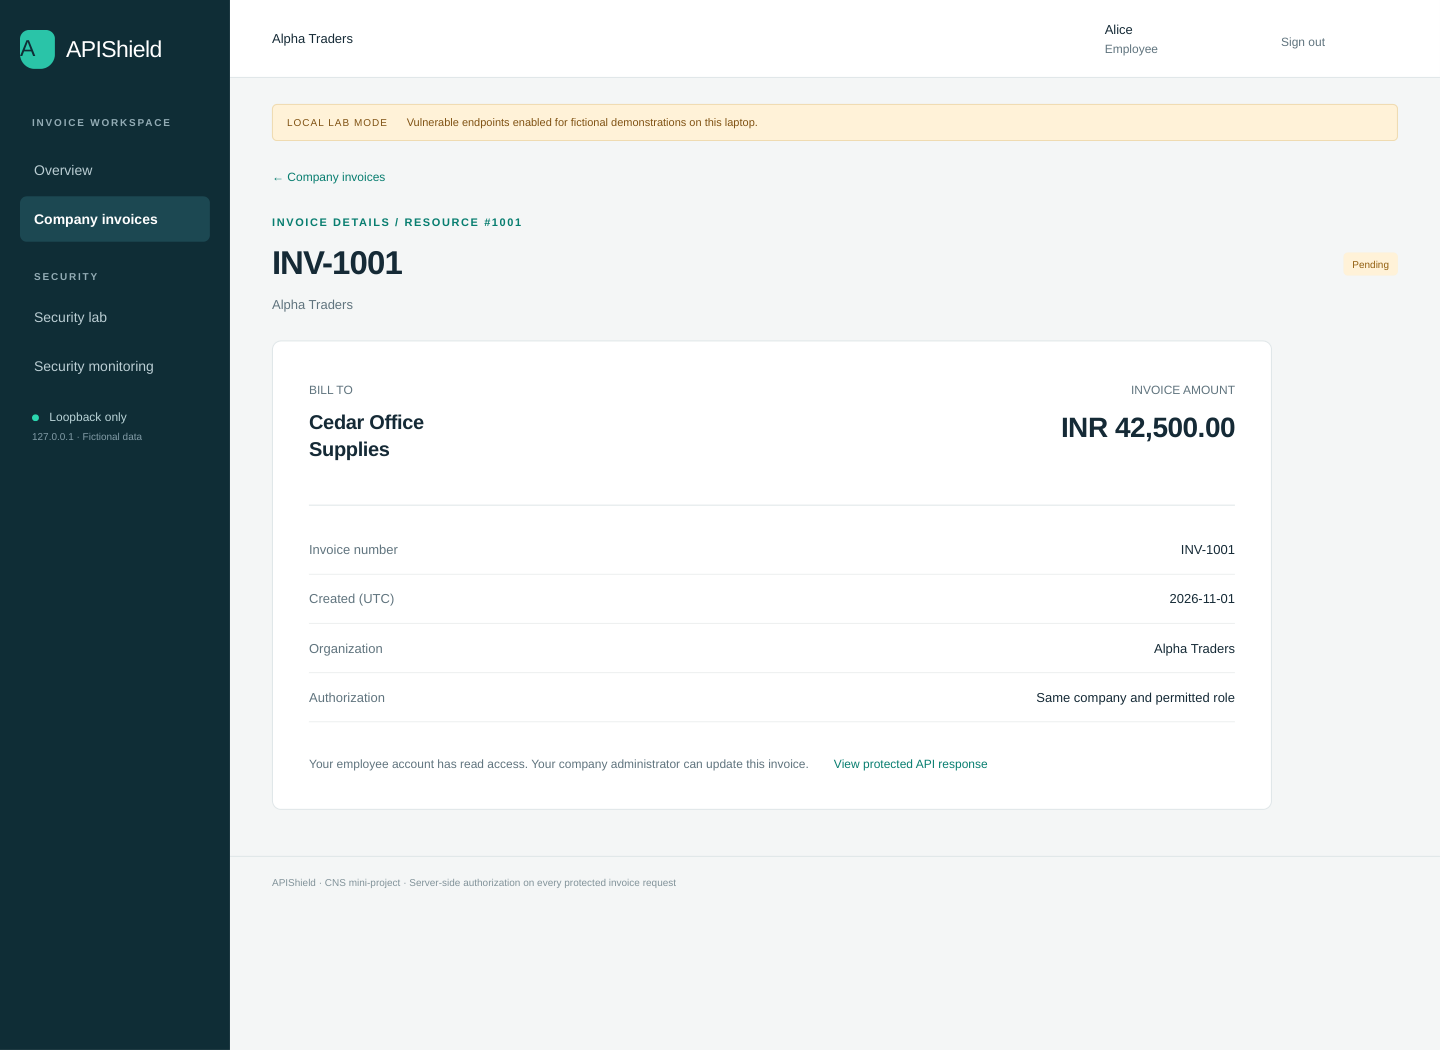 A APIShield
INVOICE WORKSPACE
Overview
Company invoices
SECURITY
Security lab
Security monitoring
Loopback only
127.0.0.1 · Fictional data
Alpha Traders
Alice
Employee
Sign out
LOCAL LAB MODE Vulnerable endpoints enabled for fictional demonstrations on this laptop.
← Company invoices
INVOICE DETAILS / RESOURCE #1001
INV-1001
Pending
Alpha Traders
BILL TO
Cedar Office
Supplies
INVOICE AMOUNT
INR 42,500.00
Invoice number INV-1001
Created (UTC) 2026-11-01
Organization Alpha Traders
Authorization Same company and permitted role
Your employee account has read access. Your company administrator can update this invoice. View protected API response
APIShield · CNS mini-project · Server-side authorization on every protected invoice request